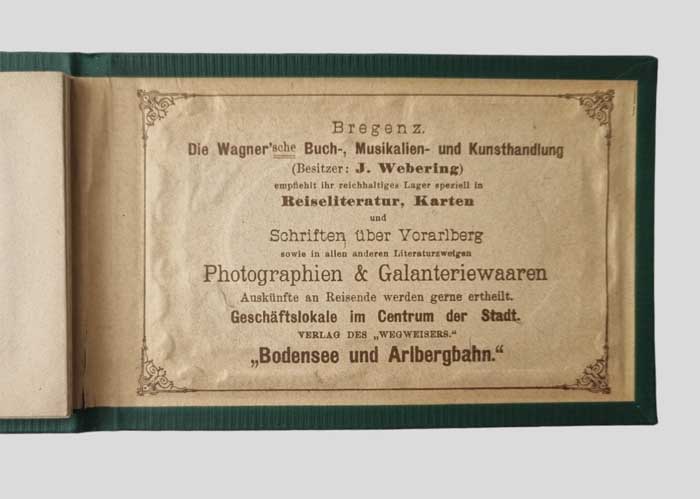 Bregenz.
Die Wagner'sche Buch-, Musikalien- und Kunsthandlung
(Besitzer: J. Webering)
empfiehlt ihr reichhaltiges Lager speziell in
Reiseliteratur, Karten
und
Schriften über Vorarlberg
sowie in allen anderen Literaturzweigen
Photographien & Galanteriewaaren
Auskünfte an Reisende werden gerne ertheilt.
Geschäftslokale im Centrum der Stadt.
VERLAG DES „WEGWEISERS.“
„Bodensee und Arlbergbahn.“